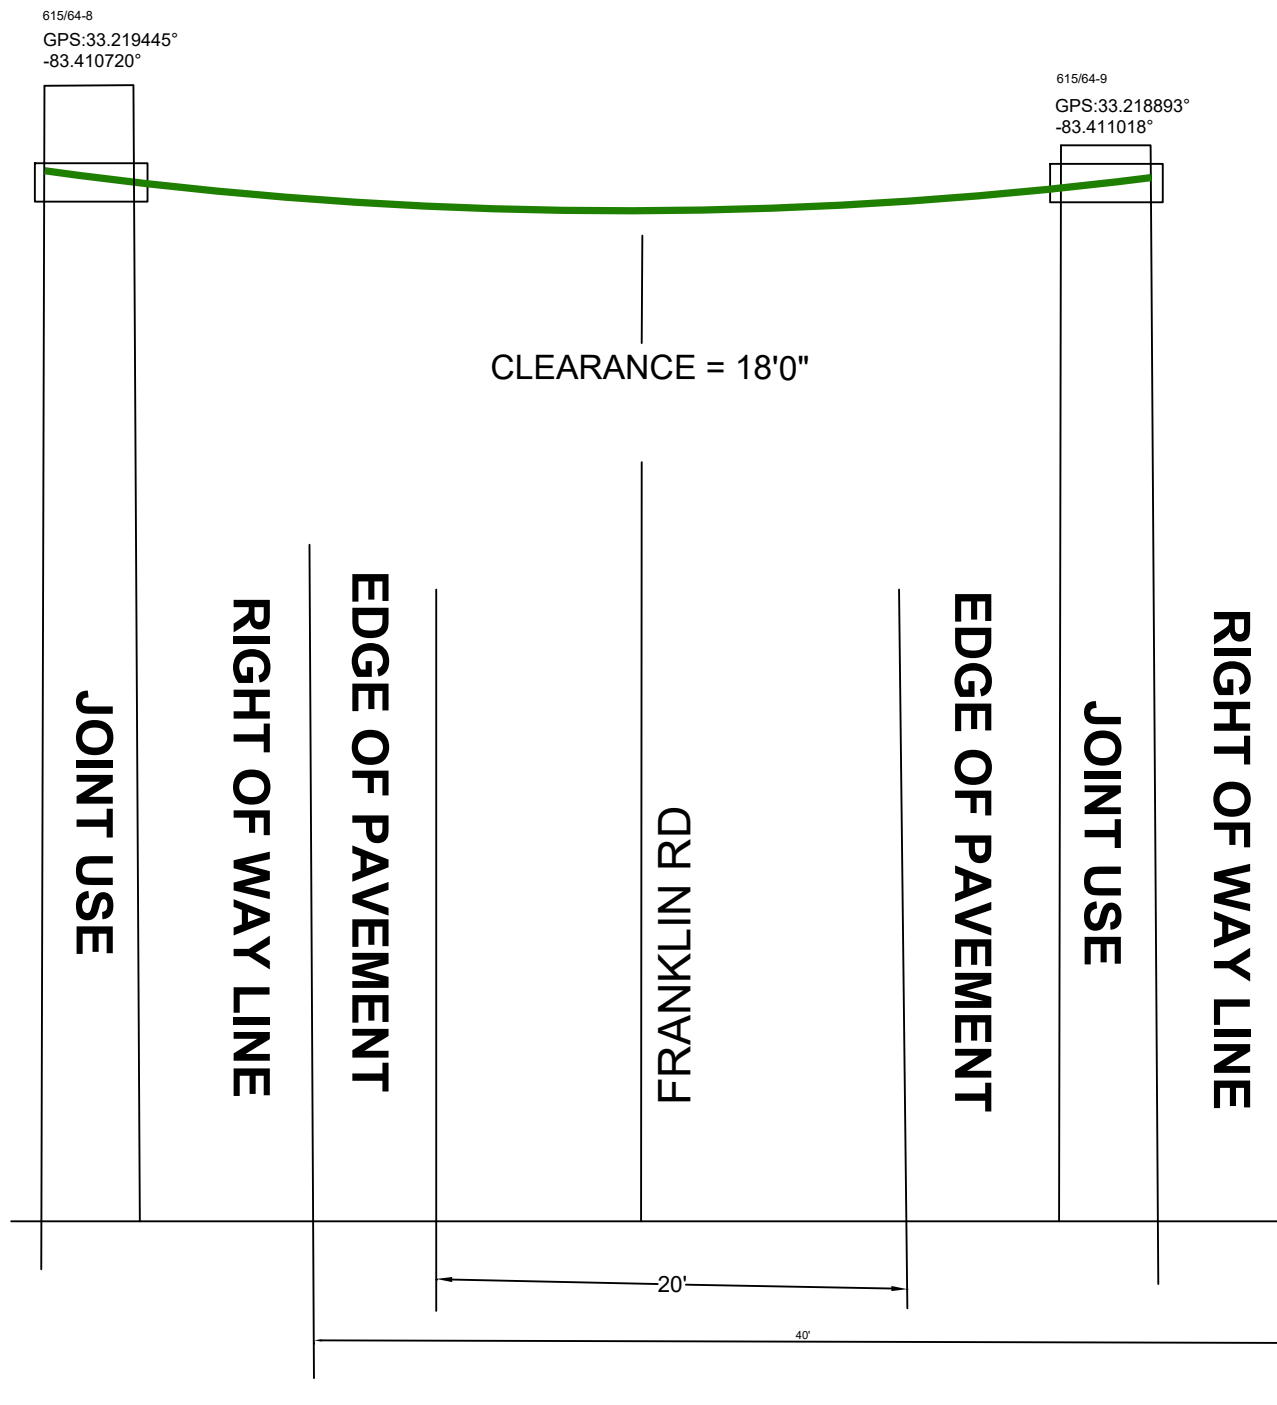 615/64-8
GPS:33.219445°
-83.410720°
615/64-9
GPS:33.218893°
-83.411018°
CLEARANCE = 18'0"
JOINT USE
RIGHT OF WAY LINE
EDGE OF PAVEMENT
FRANKLIN RD
EDGE OF PAVEMENT
JOINT USE
RIGHT OF WAY LINE
20'
40'